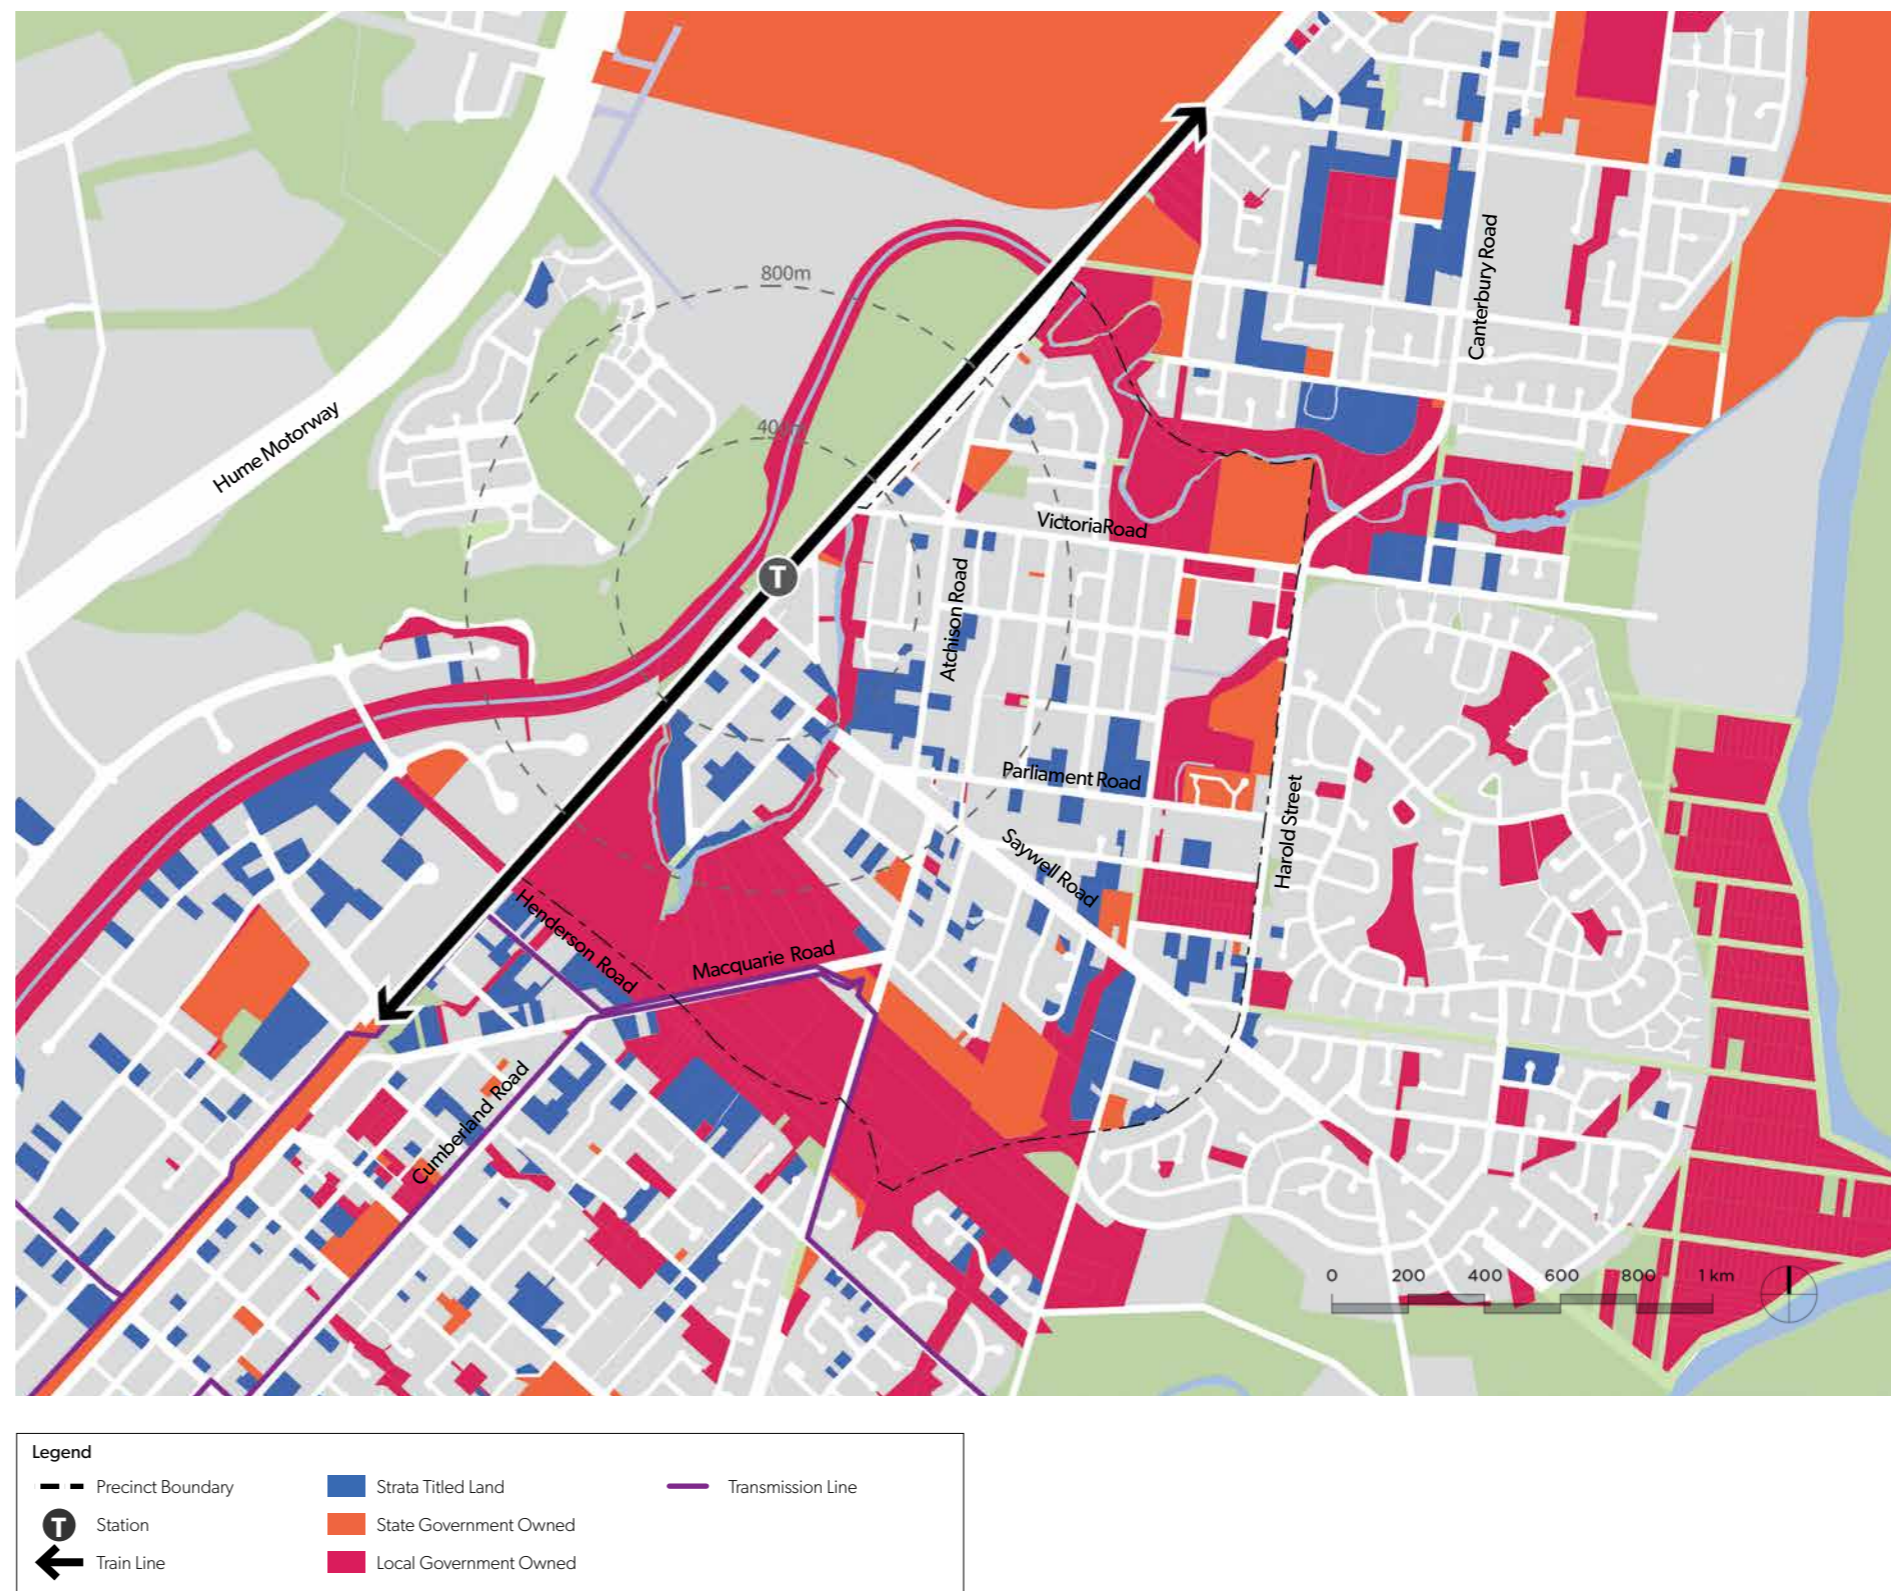 800m
400m
Hume Motorway
Canterbury Road
VictoriaRoad
Atchison Road
T
Parliament Road
Harold Street
Saywell Road
Henderson Road
Macquarie Road
Cumberland Road
0 200 400 600 800 1 km
Legend
Precinct Boundary
T Station
Train Line
Strata Titled Land
State Government Owned
Local Government Owned
Transmission Line